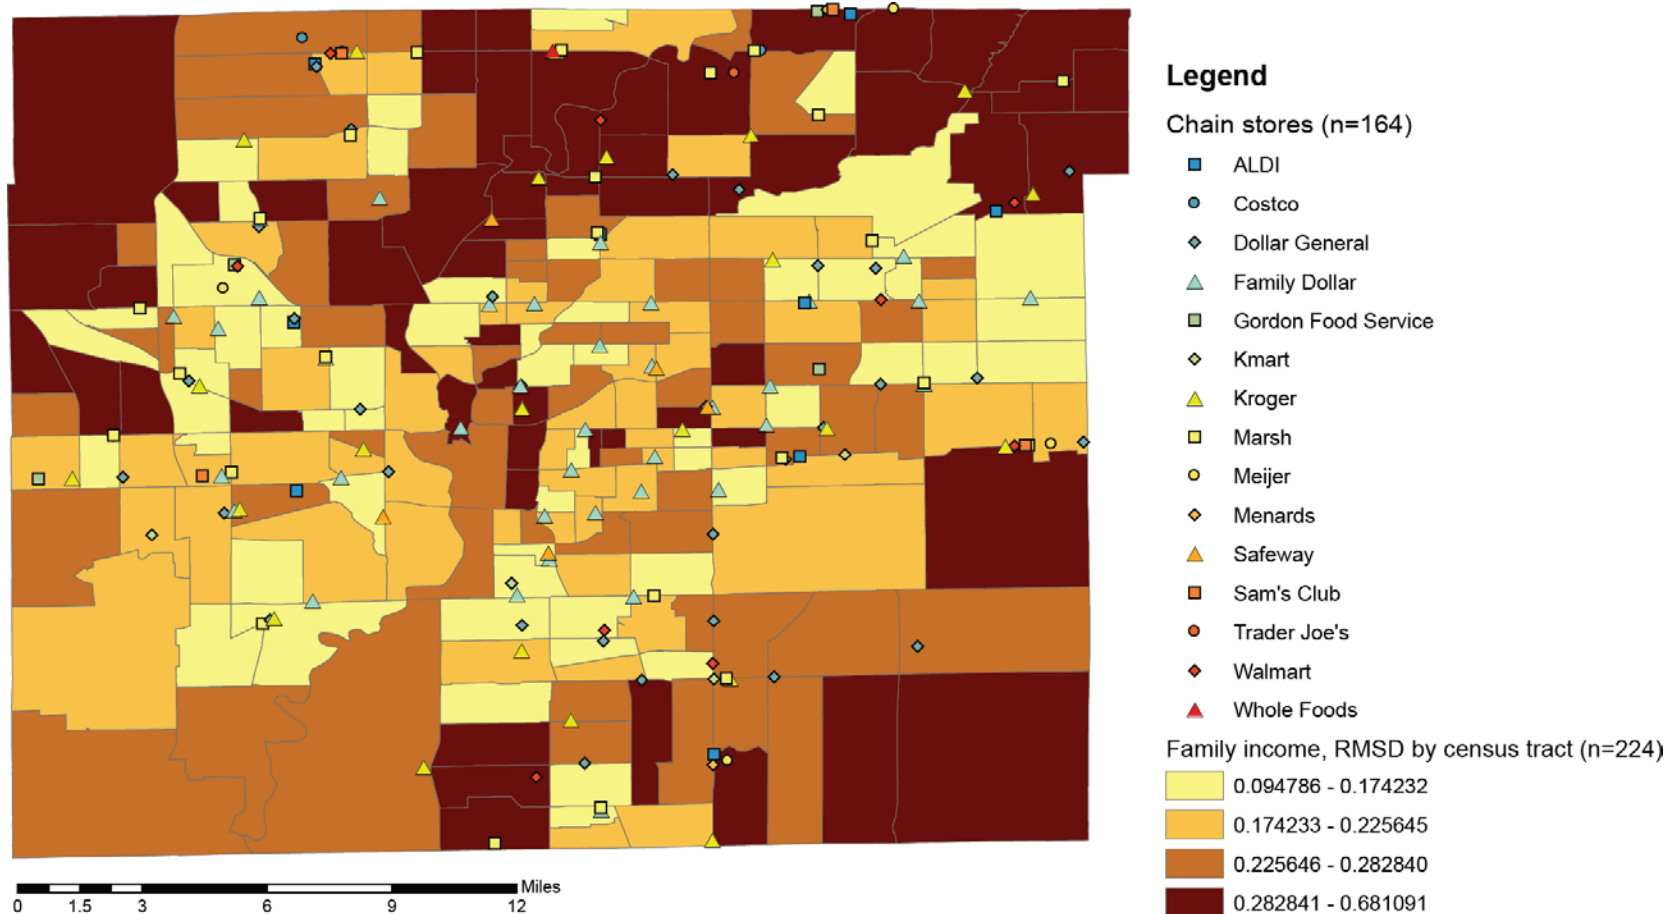 Legend
Chain stores (n=164)
ALDI
Costco
Dollar General
Family Dollar
Gordon Food Service
Kmart
Kroger
Marsh
Meijer
Menards
Safeway
Sam's Club
Trader Joe's
Walmart
Whole Foods
Family income, RMSD by census tract (n=224)
0.094786 - 0.174232
0.174233 - 0.225645
0.225646 - 0.282840
0.282841 - 0.681091
Miles
0 1.5 3 6 9 12